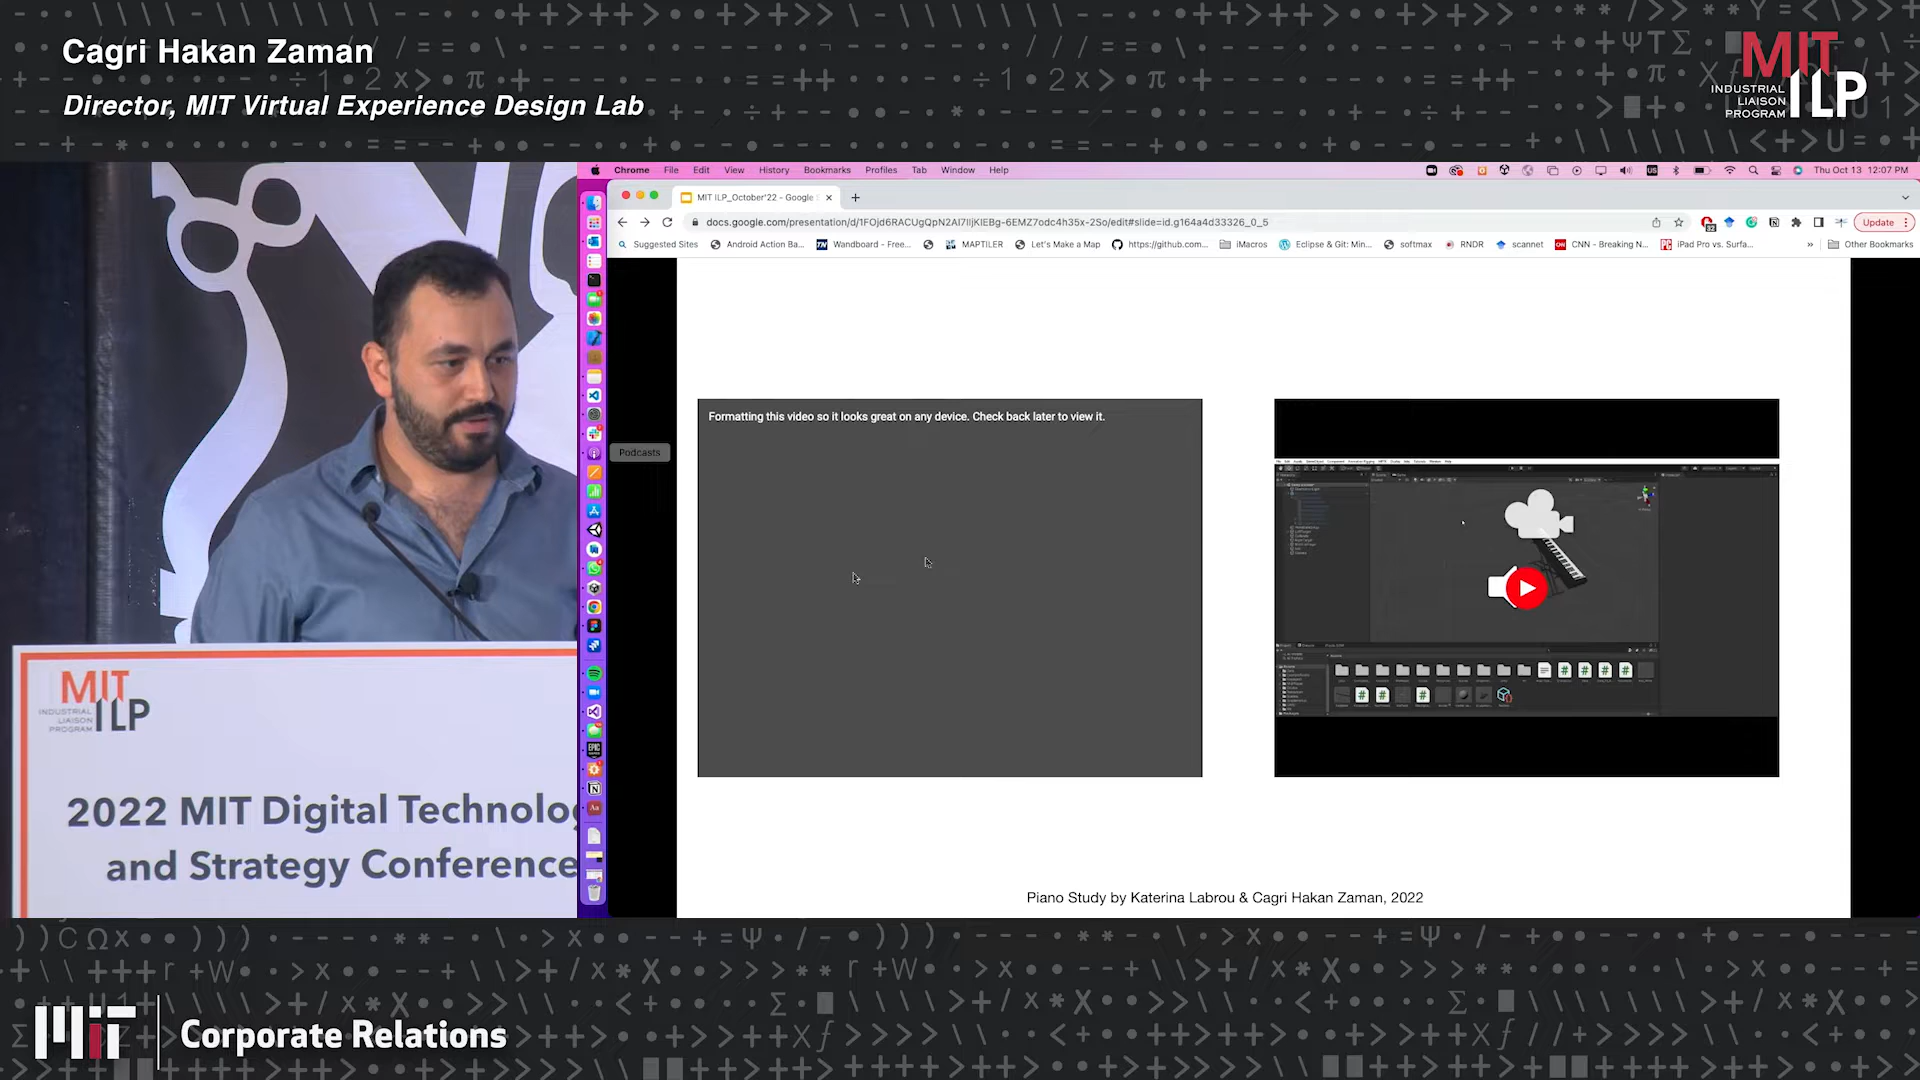 Cagri Hakan Zaman
Director, MIT Virtual Experience Design Lab
MIT
ILP
INDUSTRIAL
LIAISON
PROGRAM
Chrome File Edit View History Bookmarks Profiles Tab Window Help
Thu Oct 13 12:07 PM
MIT ILP_October'22 - Google
docs.google.com/presentation/d/1FOjd6RACUgQpN2AI7IIjKIEBg-6EMZ7odc4h35x-2So/edit#slide=id.g164a4d33326_0_5
Update
Suggested Sites Android Action Ba... Wandboard - Free... MAPTILER Let's Make a Map https://github.com... iMacros Eclipse & Git: Min... softmax RNDR scannet CNN - Breaking N... iPad Pro vs. Surfa... » Other Bookmarks
Formatting this video so it looks great on any device. Check back later to view it.
Podcasts
Piano Study by Katerina Labrou & Cagri Hakan Zaman, 2022
MIT
ILP
INDUSTRIAL
LIAISON
PROGRAM
2022 MIT Digital Technolo
and Strategy Conference
MIT
Corporate Relations